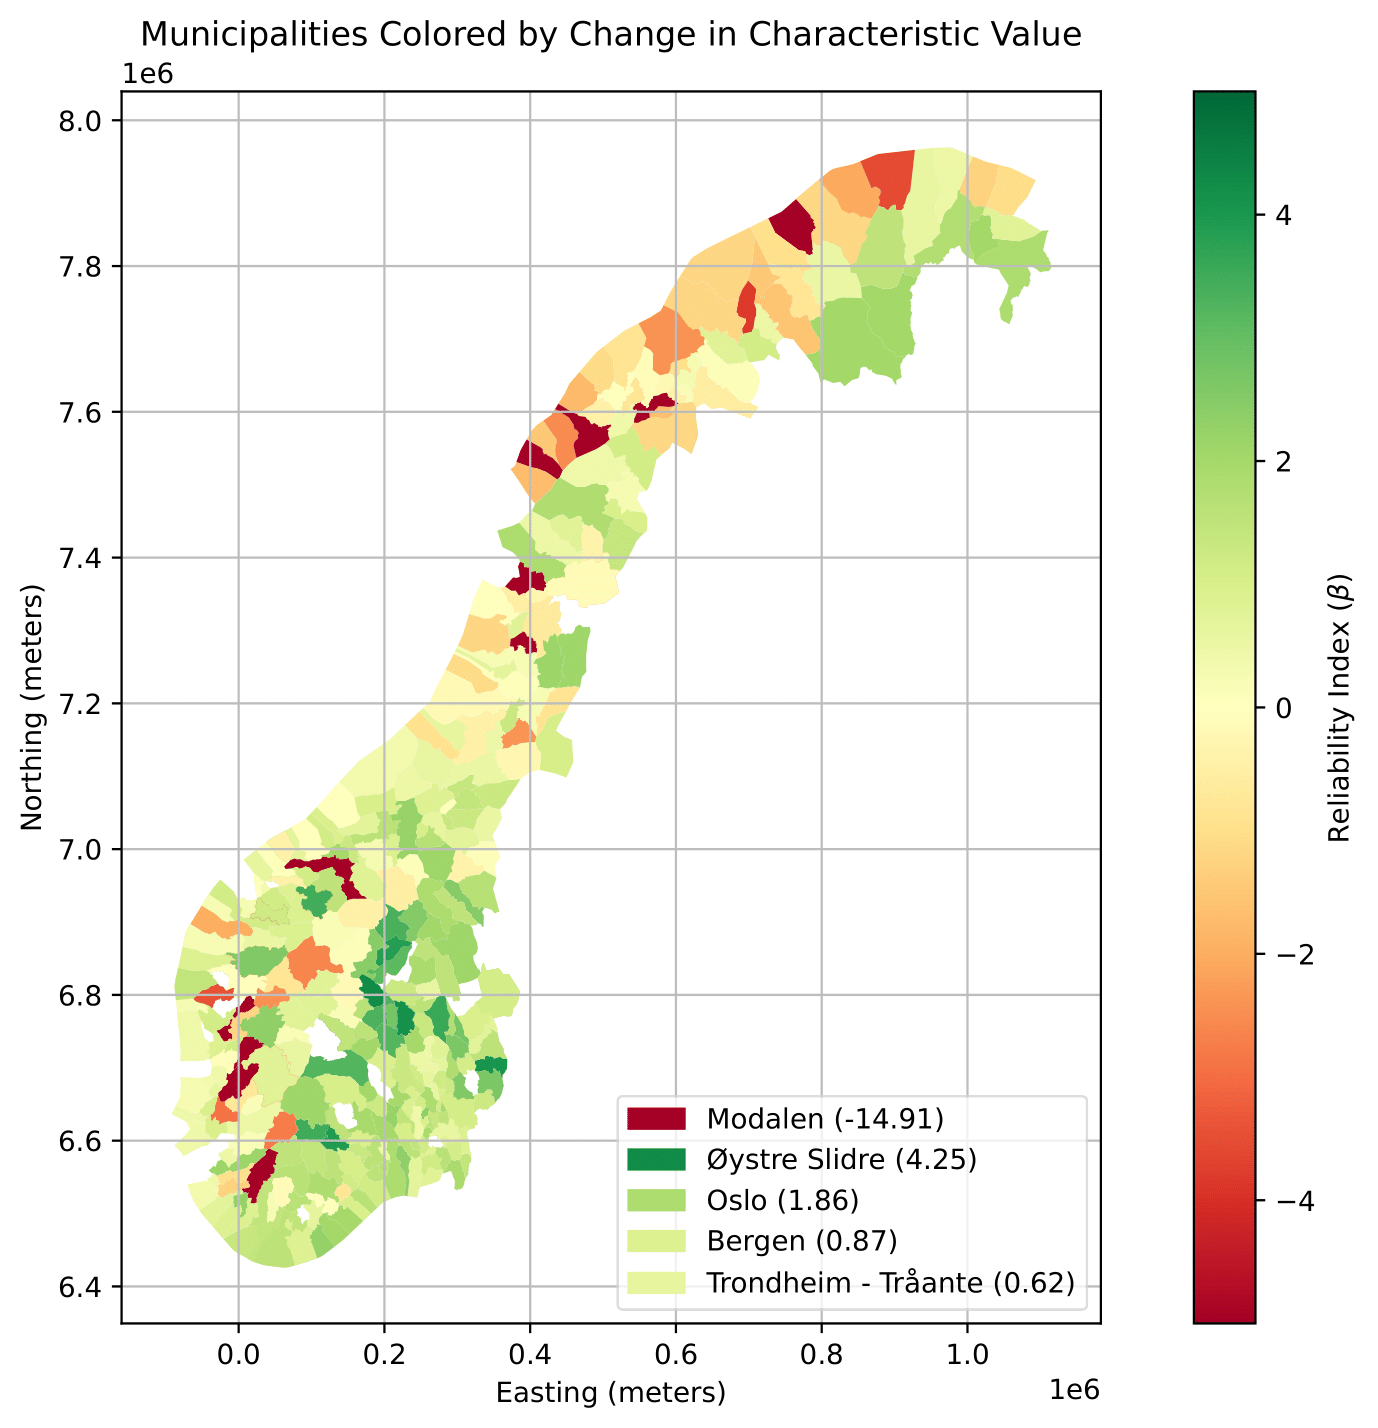 Municipalities Colored by Change in Characteristic Value
1e6
8.0
7.8
7.6
7.4
7.2
7.0
6.8
6.6
6.4
Northing (meters)
0.0 0.2 0.4 0.6 0.8 1.0
1e6
Easting (meters)
Modalen (-14.91)
Øystre Slidre (4.25)
Oslo (1.86)
Bergen (0.87)
Trondheim - Tråante (0.62)
4
2
0
−2
−4
Reliability Index (β)